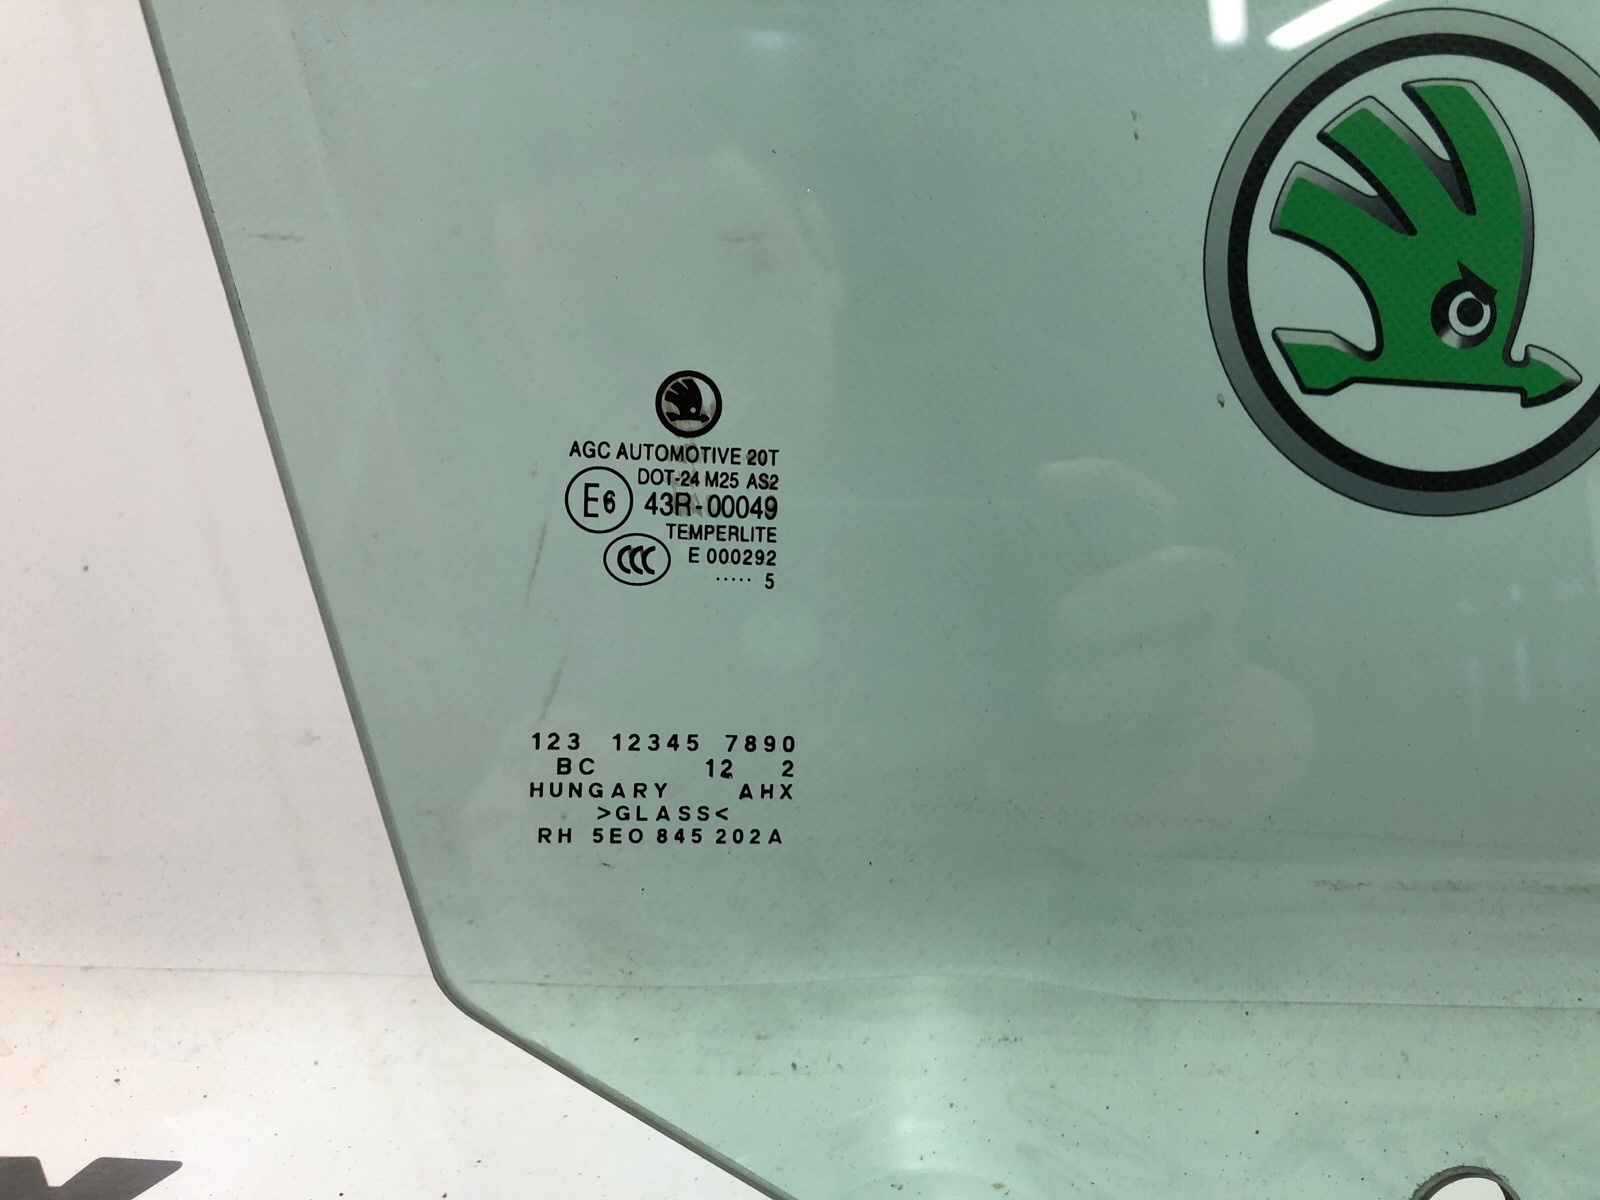 AGC AUTOMOTIVE 20T
DOT-24 M25 AS2
E6 43R-00049
TEMPERLITE
CCC E 000292
..... 5
123 12345 7890
BC 12 2
HUNGARY AHX
>GLASS<
RH 5E0 845 202A